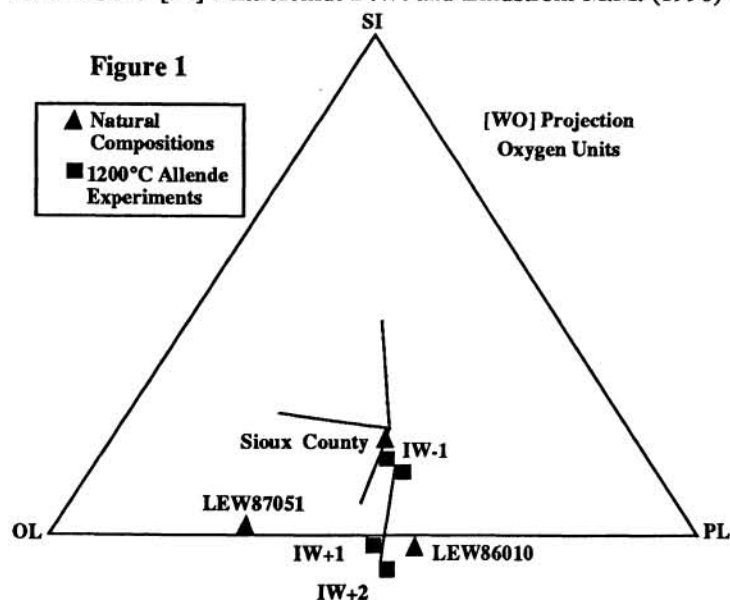 SI
Figure 1
Natural
Compositions
1200°C Allende
Experiments
[WO] Projection
Oxygen Units
Sioux County
IW-1
LEW87051
OL
PL
IW+1
LEW86010
IW+2